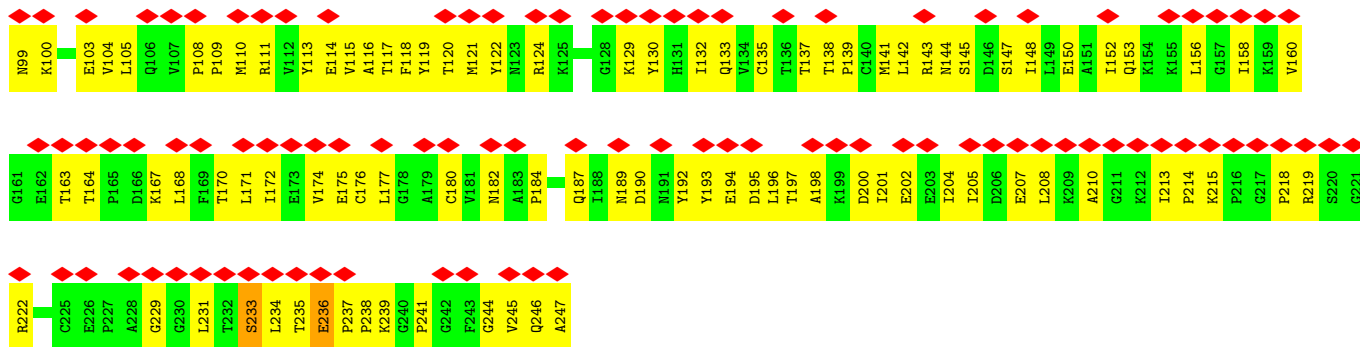 N99 K100 E103 V104 L105 Q106 V107 P108 P109 M110 R111 V112 Y113 E114 V115 A116 T117 F118 Y119 T120 M121 Y122 N123 R124 K125 G128 K129 Y130 H131 I132 Q133 V134 C135 T136 T137 T138 P139 C140 M141 L142 R143 N144 S145 D146 S147 I148 L149 E150 A151 I152 Q153 K154 K155 L156 G157 I158 K159 V160
G161 E162 T163 T164 P165 D166 K167 L168 F169 T170 L171 I172 E173 V174 E175 C176 L177 G178 A179 C180 V181 N182 A183 P184 Q187 I188 N189 D190 N191 Y192 Y193 E194 D195 L196 T197 A198 K199 D200 I201 E202 E203 I204 I205 D206 E207 L208 K209 A210 G211 K212 I213 P214 K215 P216 G217 P218 R219 S220 G221
R222 C225 E226 P227 A228 G229 G230 L231 T232 S233 L234 T235 E236 P237 P238 K239 G240 P241 G242 F243 G244 V245 Q246 A247